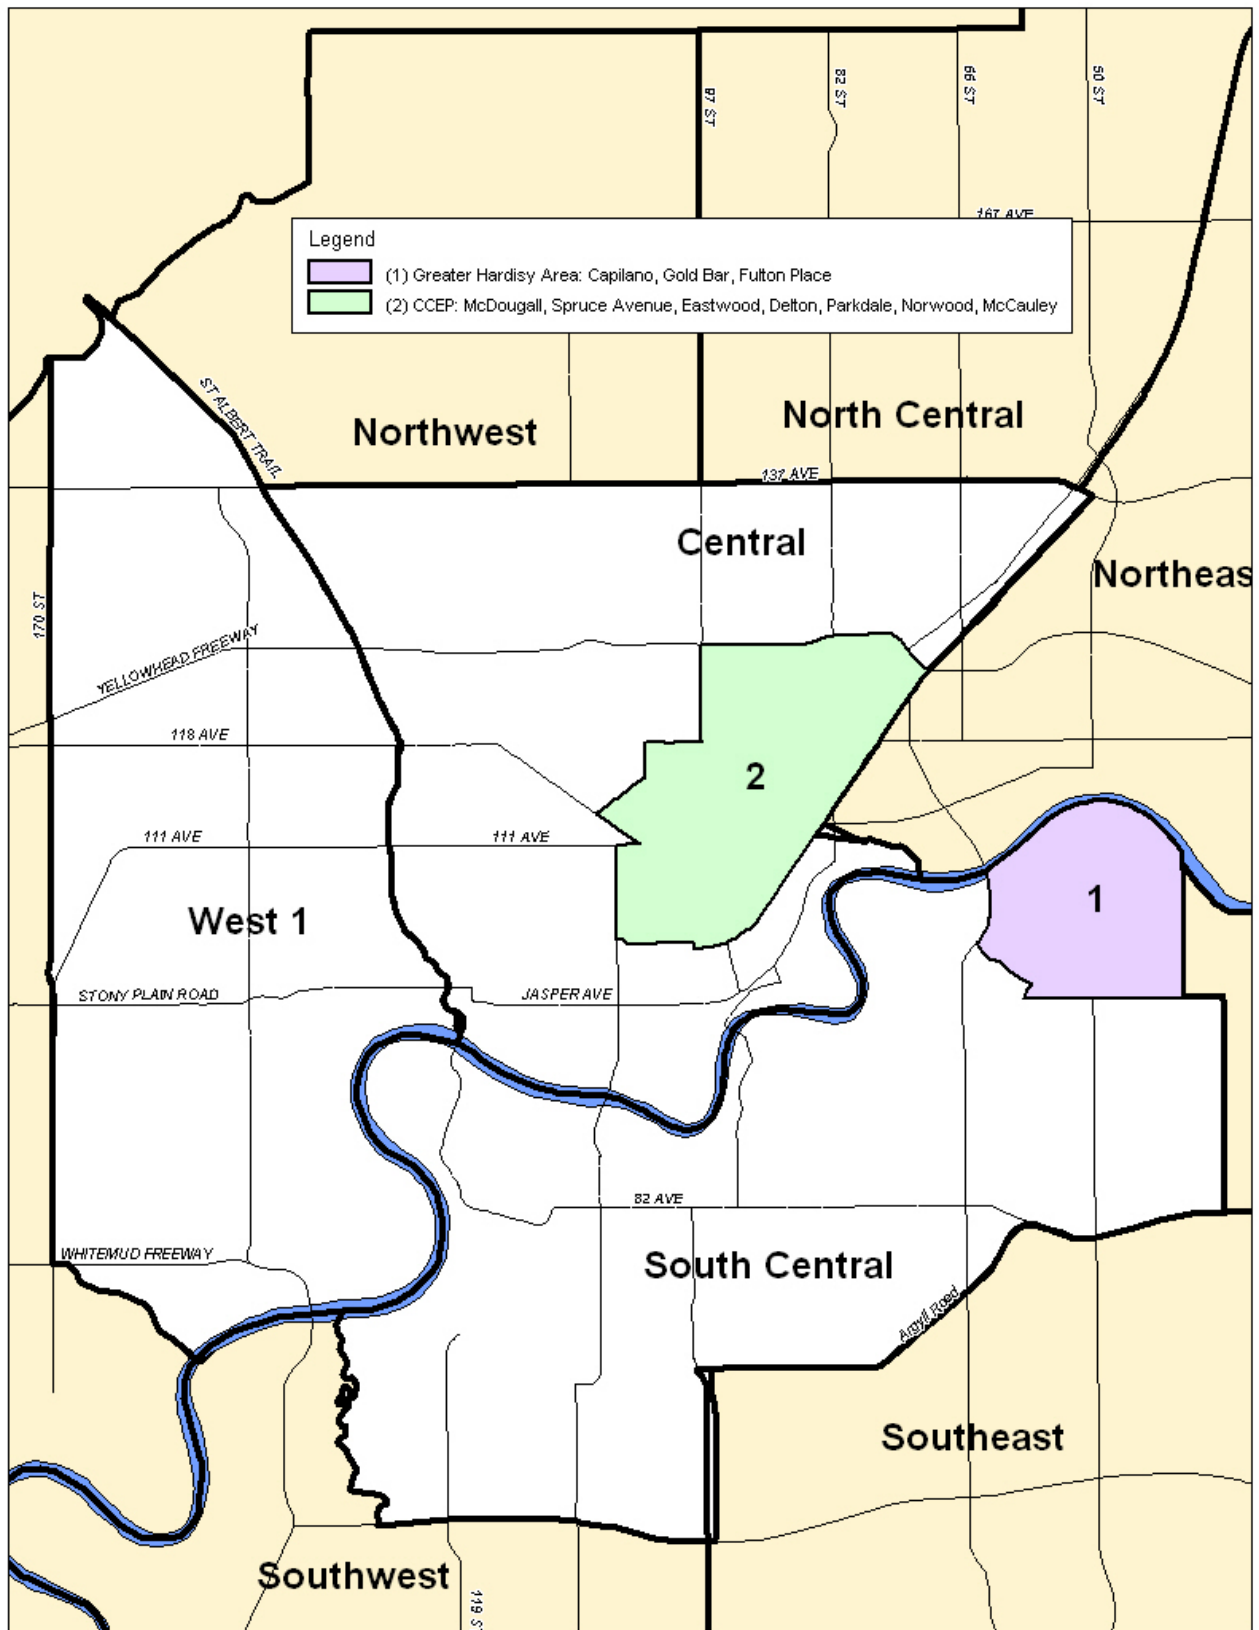 97 ST
82 ST
66 ST
50 ST
167 AVE
Legend
(1) Greater Hardisy Area: Capilano, Gold Bar, Fulton Place
(2) CCEP: McDougall, Spruce Avenue, Eastwood, Delton, Parkdale, Norwood, McCauley
ST ALBERT TRAIL
Northwest
North Central
137 AVE
Central
Northeas
170 ST
YELLOWHEAD FREEWAY
118 AVE
2
111 AVE
111 AVE
1
West 1
STONY PLAIN ROAD
JASPER AVE
82 AVE
WHITEMUD FREEWAY
South Central
Argyll Road
Southeast
Southwest
119 S